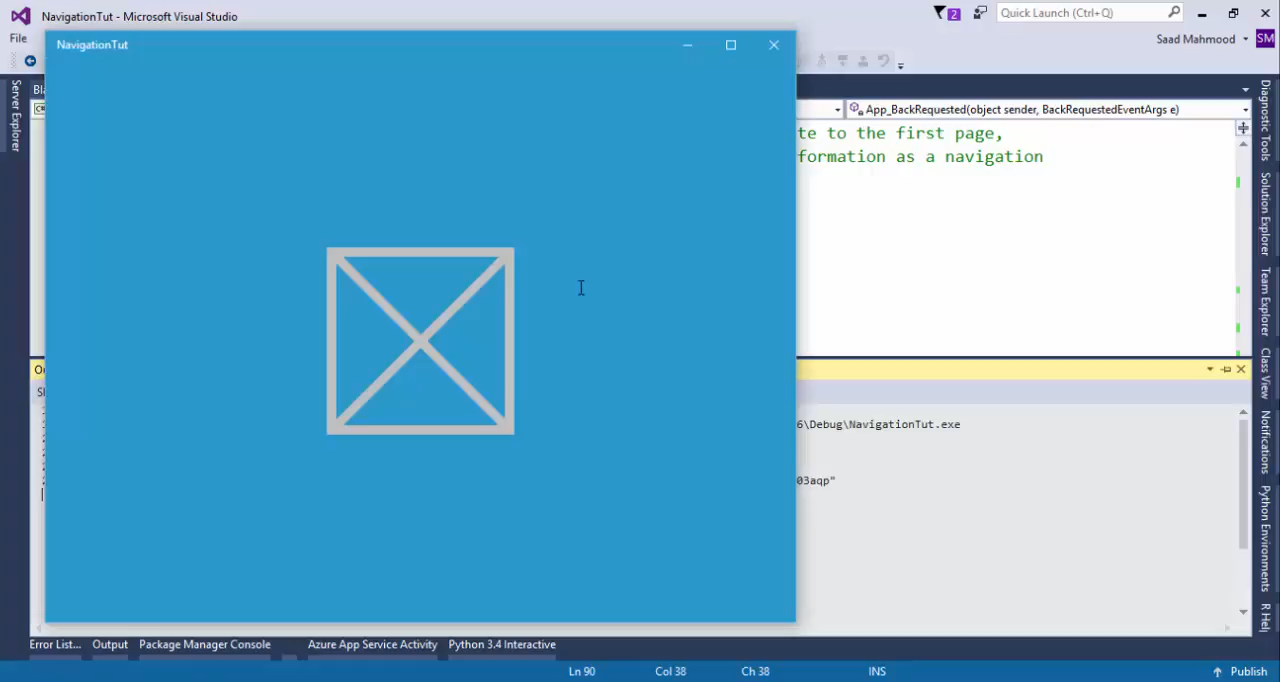 NavigationTut - Microsoft Visual Studio
2
Quick Launch (Ctrl+Q)
File
Saad Mahmood
SM
NavigationTut
App_BackRequested(object sender, BackRequestedEventArgs e)
te to the first page,
formation as a navigation
6\Debug\NavigationTut.exe
03aqp"
Server Explorer
Diagnostic Tools
Solution Explorer
Team Explorer
Class View
Notifications
Python Environments
R Hel
Error List...
Output
Package Manager Console
Azure App Service Activity
Python 3.4 Interactive
Ln 90
Col 38
Ch 38
INS
Publish